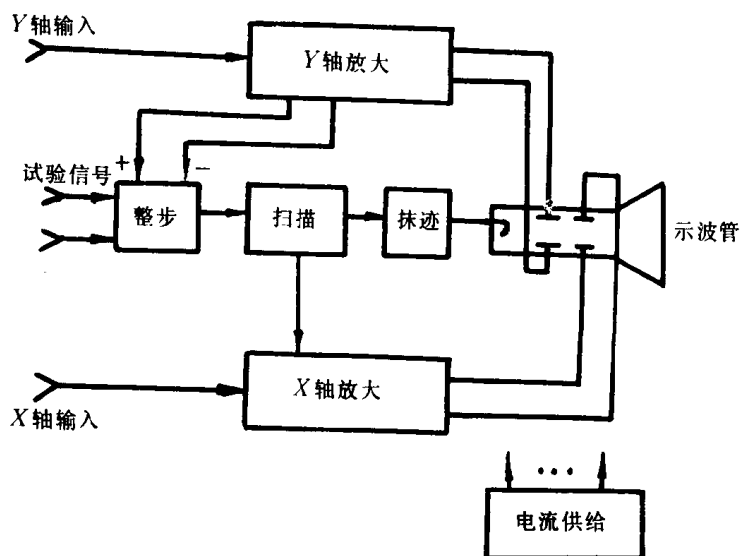 Y轴输入
Y轴放大
试验信号
+
−
整步
扫描
抹迹
示波管
X轴放大
X轴输入
电流供给